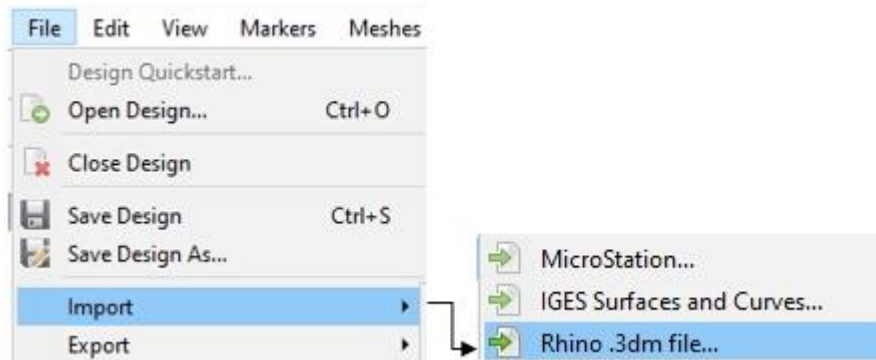 File Edit View Markers Meshes
Design Quickstart...
Open Design... Ctrl+O
Close Design
Save Design Ctrl+S
Save Design As...
Import
Export
MicroStation...
IGES Surfaces and Curves...
Rhino .3dm file...